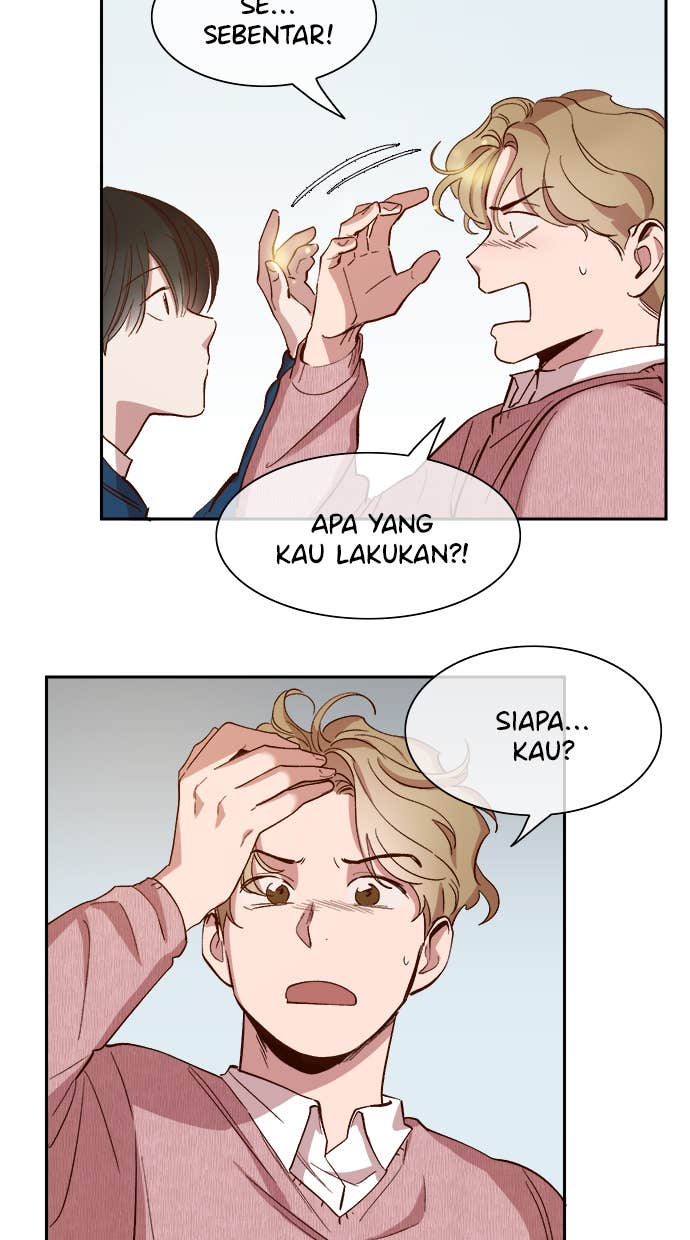 SE...
SEBENTAR!
APA YANG
KAU LAKUKAN?!
SIAPA...
KAU?